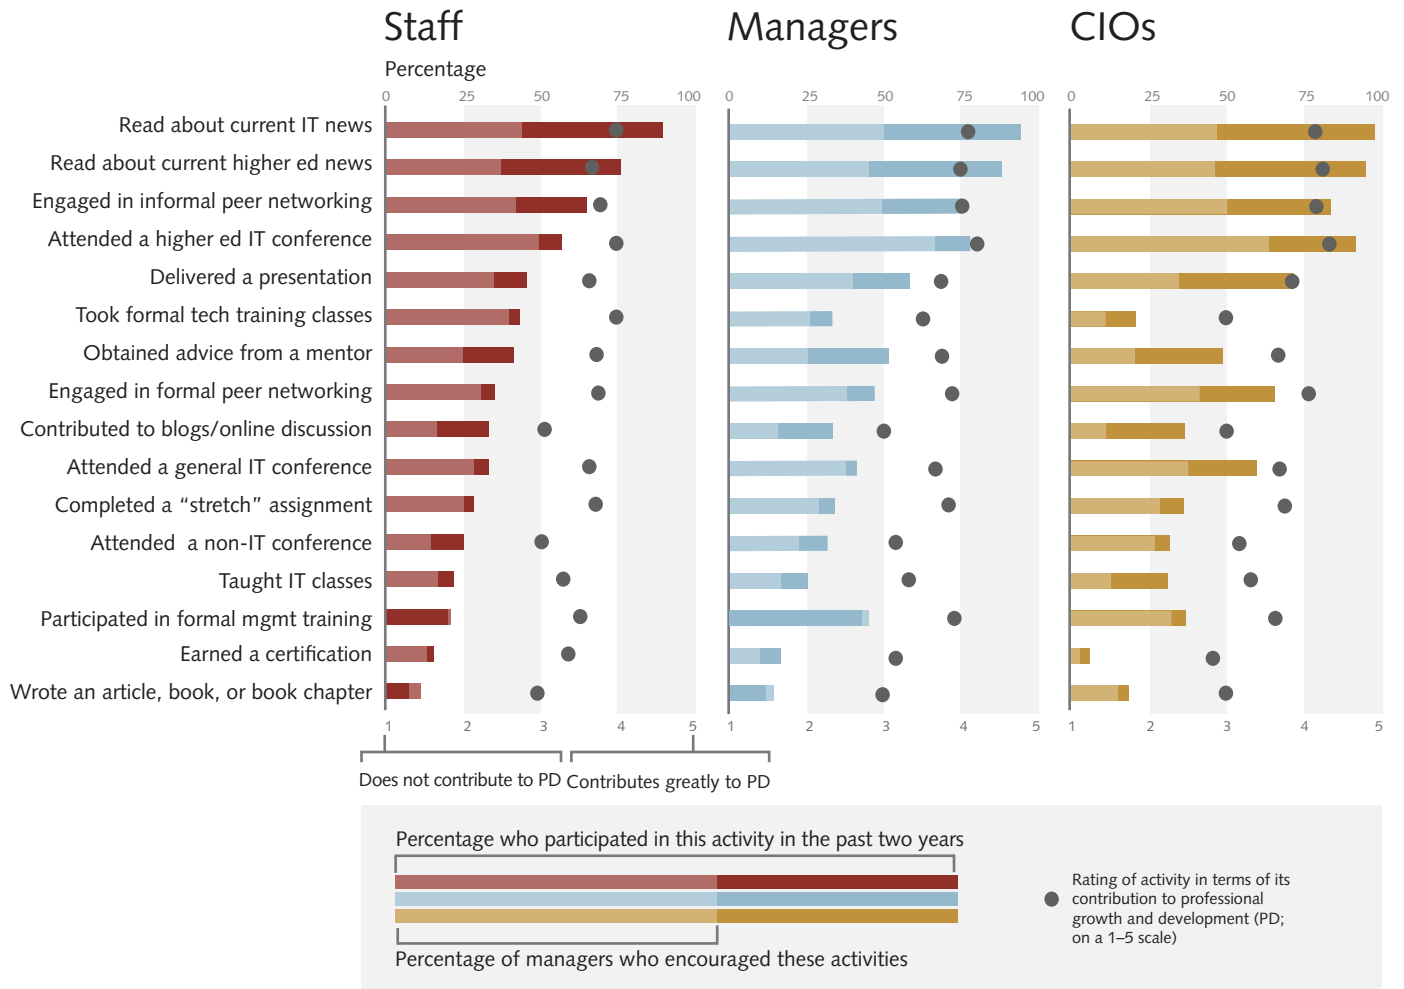 Staff
Managers
CIOs
Percentage
0 25 50 75 100
0 25 50 75 100
0 25 50 75 100
Read about current IT news
Read about current higher ed news
Engaged in informal peer networking
Attended a higher ed IT conference
Delivered a presentation
Took formal tech training classes
Obtained advice from a mentor
Engaged in formal peer networking
Contributed to blogs/online discussion
Attended a general IT conference
Completed a “stretch” assignment
Attended a non-IT conference
Taught IT classes
Participated in formal mgmt training
Earned a certification
Wrote an article, book, or book chapter
1 2 3 4 5
1 2 3 4 5
1 2 3 4 5
Does not contribute to PD
Contributes greatly to PD
Percentage who participated in this activity in the past two years
Percentage of managers who encouraged these activities
Rating of activity in terms of its
contribution to professional
growth and development (PD;
on a 1–5 scale)